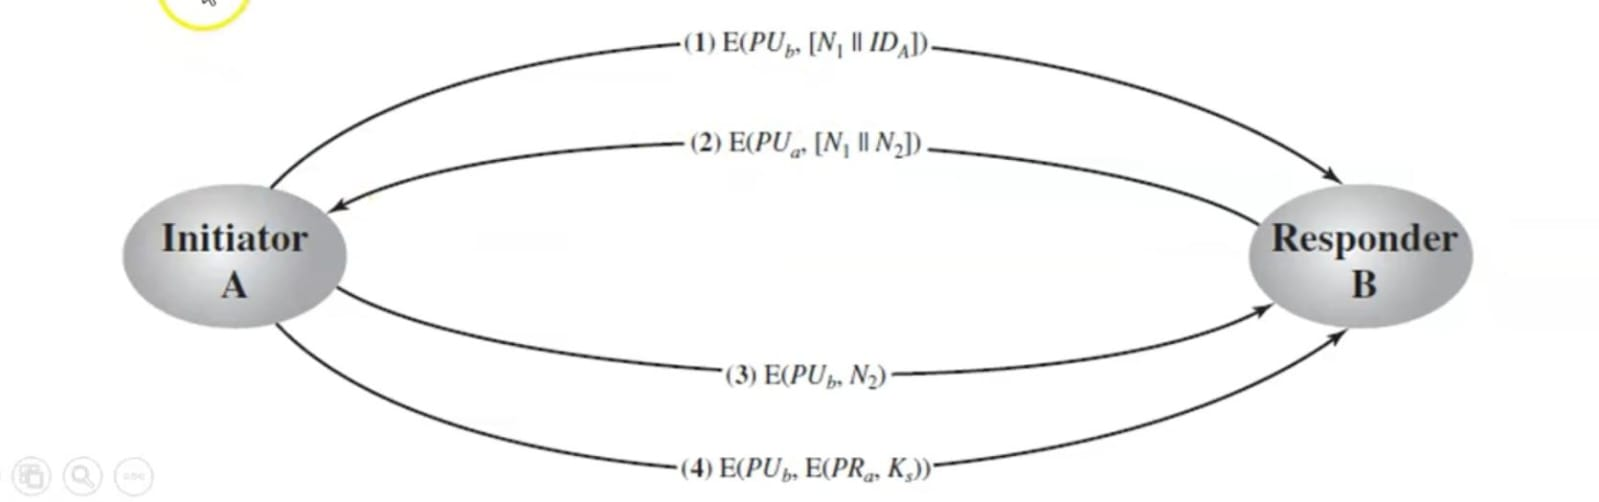 (1) E(PU_b, [N_1 || ID_A])
(2) E(PU_a, [N_1 || N_2])
Initiator
A
Responder
B
(3) E(PU_b, N_2)
(4) E(PU_b, E(PR_a, K_s))